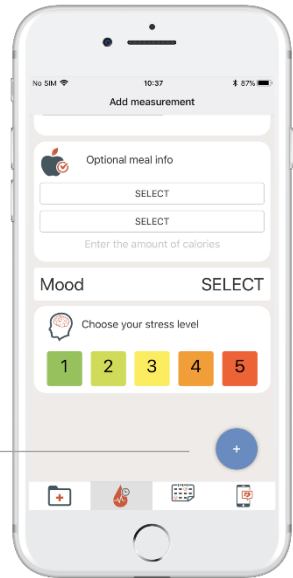 No SIM 10:37 87%
Add measurement
Optional meal info
SELECT
SELECT
Enter the amount of calories
Mood SELECT
Choose your stress level
1 2 3 4 5
+